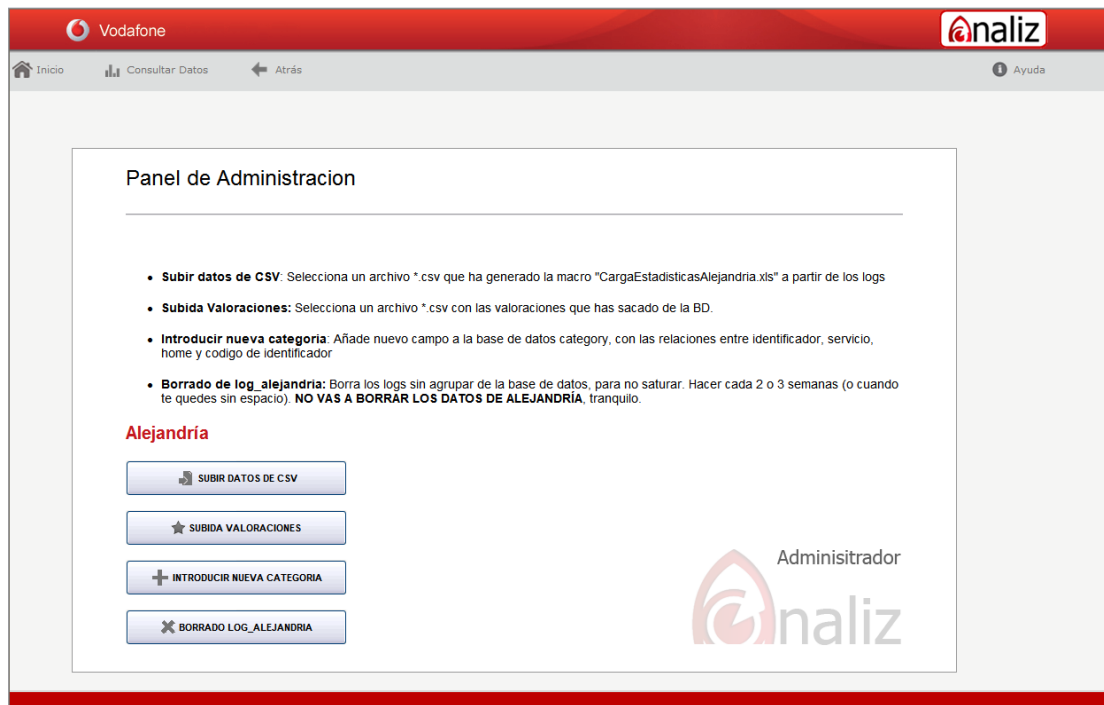 Vodafone
analiz
Inicio
Consultar Datos
Atrás
Ayuda
Panel de Administracion
Subir datos de CSV: Selecciona un archivo *.csv que ha generado la macro "CargaEstadisticasAlejandria.xls" a partir de los logs
Subida Valoraciones: Selecciona un archivo *.csv con las valoraciones que has sacado de la BD.
Introducir nueva categoria: Añade nuevo campo a la base de datos category, con las relaciones entre identificador, servicio,
home y codigo de identificador
Borrado de log_alejandria: Borra los logs sin agrupar de la base de datos, para no saturar. Hacer cada 2 o 3 semanas (o cuando
te quedes sin espacio). NO VAS A BORRAR LOS DATOS DE ALEJANDRÍA, tranquilo.
Alejandría
SUBIR DATOS DE CSV
SUBIDA VALORACIONES
INTRODUCIR NUEVA CATEGORIA
BORRADO LOG_ALEJANDRIA
Adminisitrador
analiz